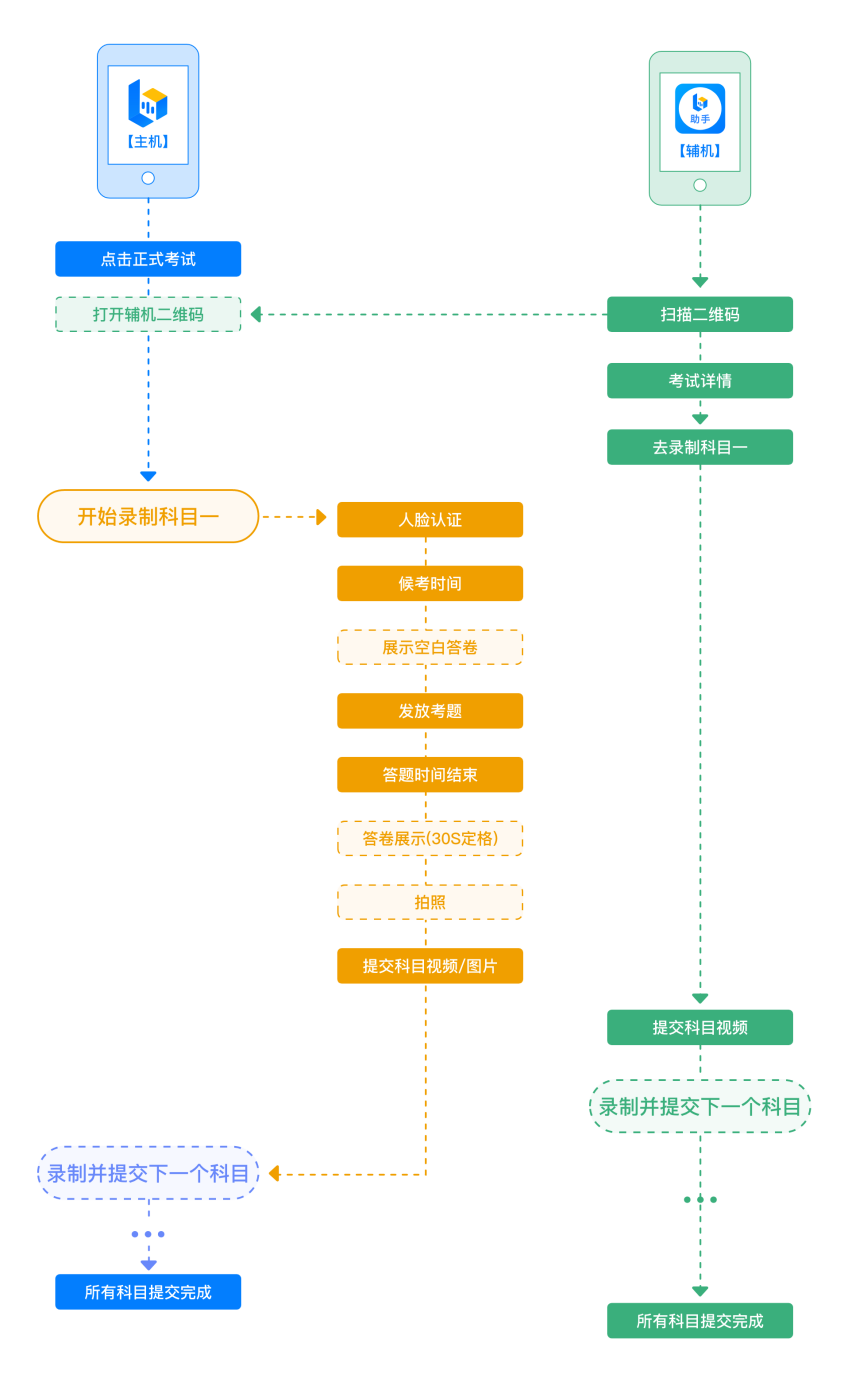 【主机】
助手
【辅机】
点击正式考试
打开辅机二维码
扫描二维码
考试详情
去录制科目一
开始录制科目一
人脸认证
候考时间
展示空白答卷
发放考题
答题时间结束
答卷展示(30S定格)
拍照
提交科目视频/图片
提交科目视频
录制并提交下一个科目
录制并提交下一个科目
所有科目提交完成
所有科目提交完成